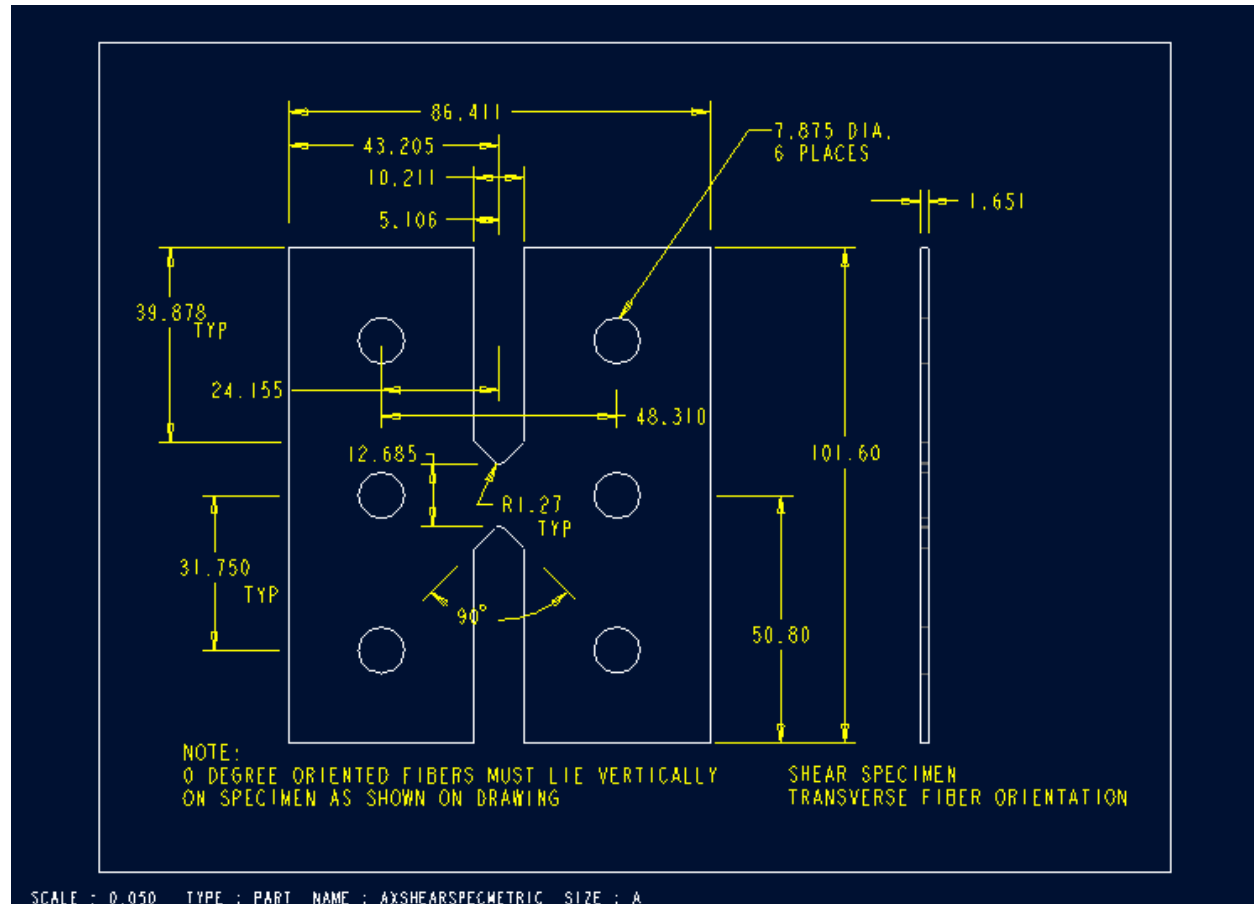 86.411
43.205
7.875 DIA.
6 PLACES
10.211
5.106
1.651
39.878
TYP
24.155
48.310
12.685
101.60
R1.27
TYP
31.750
TYP
90°
50.80
NOTE:
0 DEGREE ORIENTED FIBERS MUST LIE VERTICALLY
ON SPECIMEN AS SHOWN ON DRAWING
SHEAR SPECIMEN
TRANSVERSE FIBER ORIENTATION
SCALE : 0.050 TYPE : PART NAME : AXSHEARSPECMETRIC SIZE : A